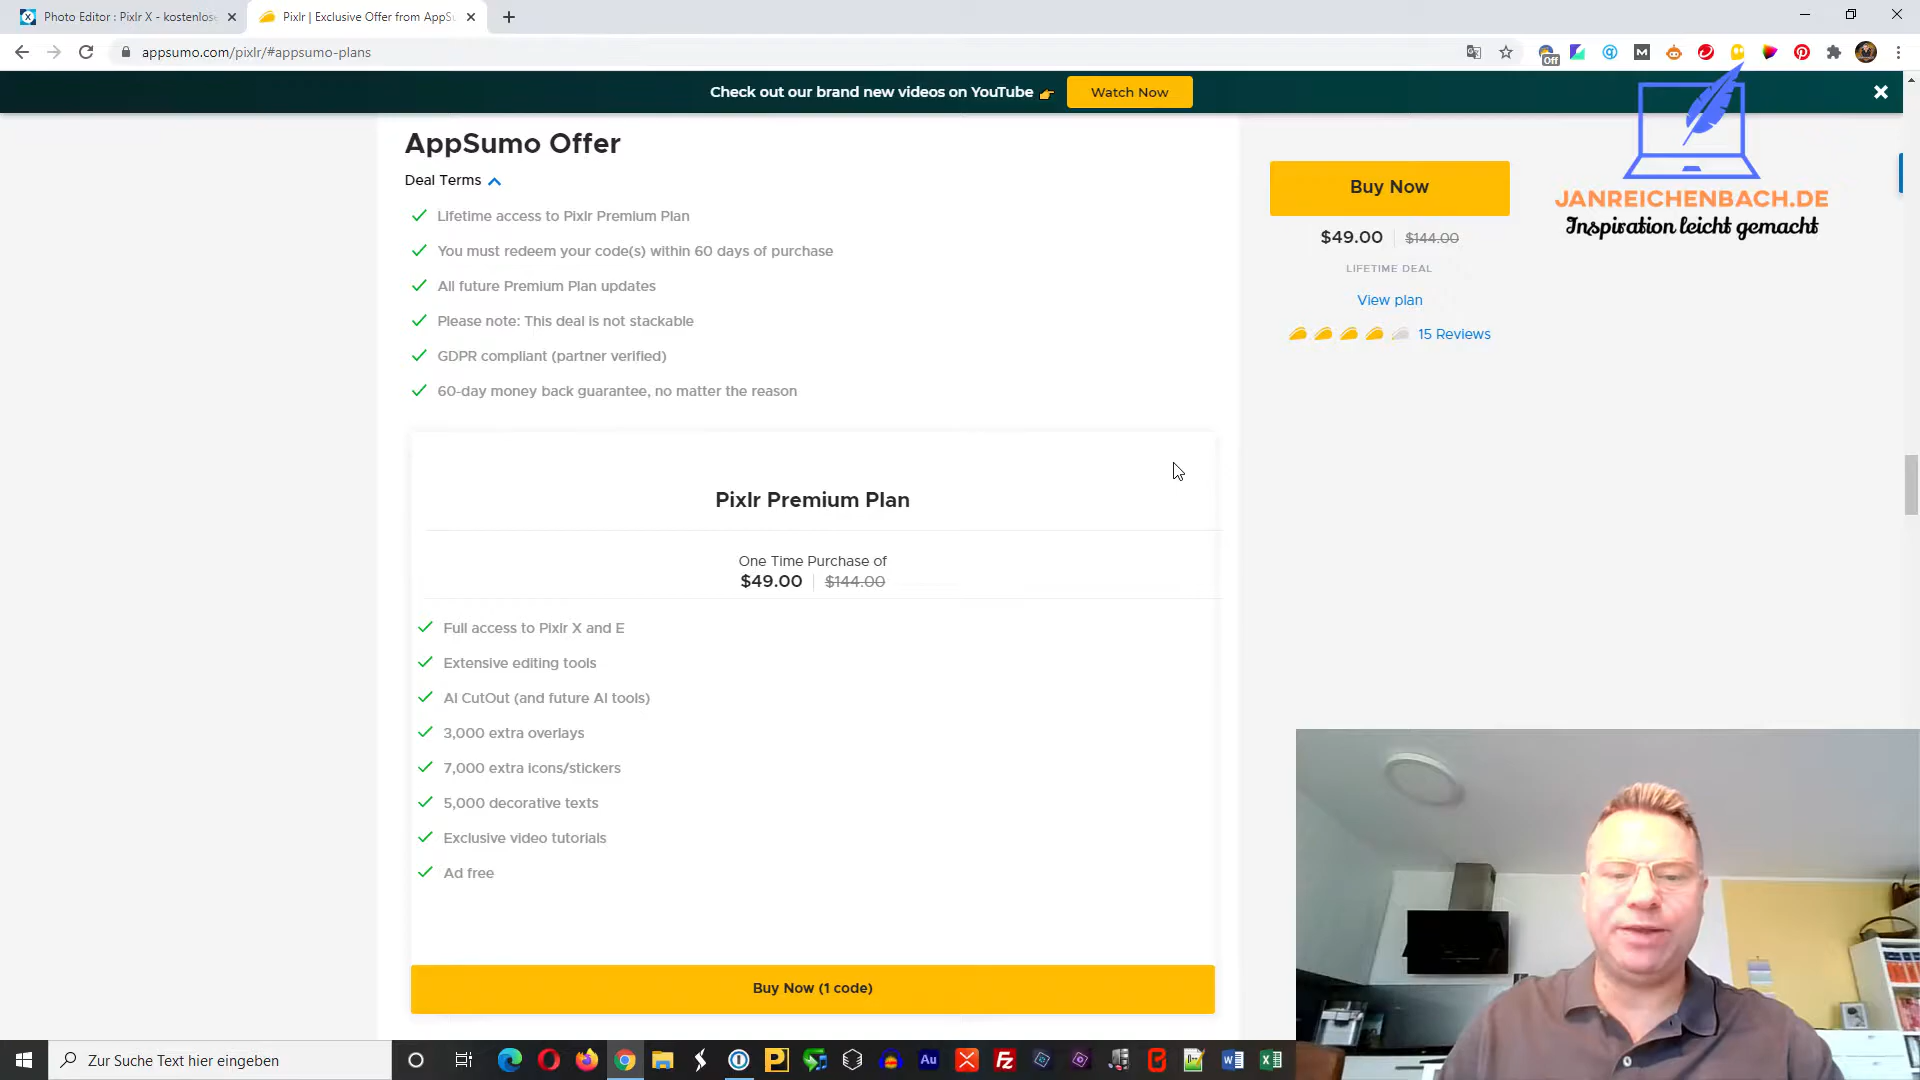 Photo Editor : Pixlr X - kostenlose
Pixlr | Exclusive Offer from AppSu
appsumo.com/pixlr/#appsumo-plans
Off
Check out our brand new videos on YouTube
Watch Now
AppSumo Offer
Deal Terms
Lifetime access to Pixlr Premium Plan
You must redeem your code(s) within 60 days of purchase
All future Premium Plan updates
Please note: This deal is not stackable
GDPR compliant (partner verified)
60-day money back guarantee, no matter the reason
Buy Now
$49.00 $144.00
LIFETIME DEAL
View plan
15 Reviews
JANREICHENBACH.DE
Inspiration leicht gemacht
Pixlr Premium Plan
One Time Purchase of
$49.00 $144.00
Full access to Pixlr X and E
Extensive editing tools
AI CutOut (and future AI tools)
3,000 extra overlays
7,000 extra icons/stickers
5,000 decorative texts
Exclusive video tutorials
Ad free
Buy Now (1 code)
Zur Suche Text hier eingeben
Au